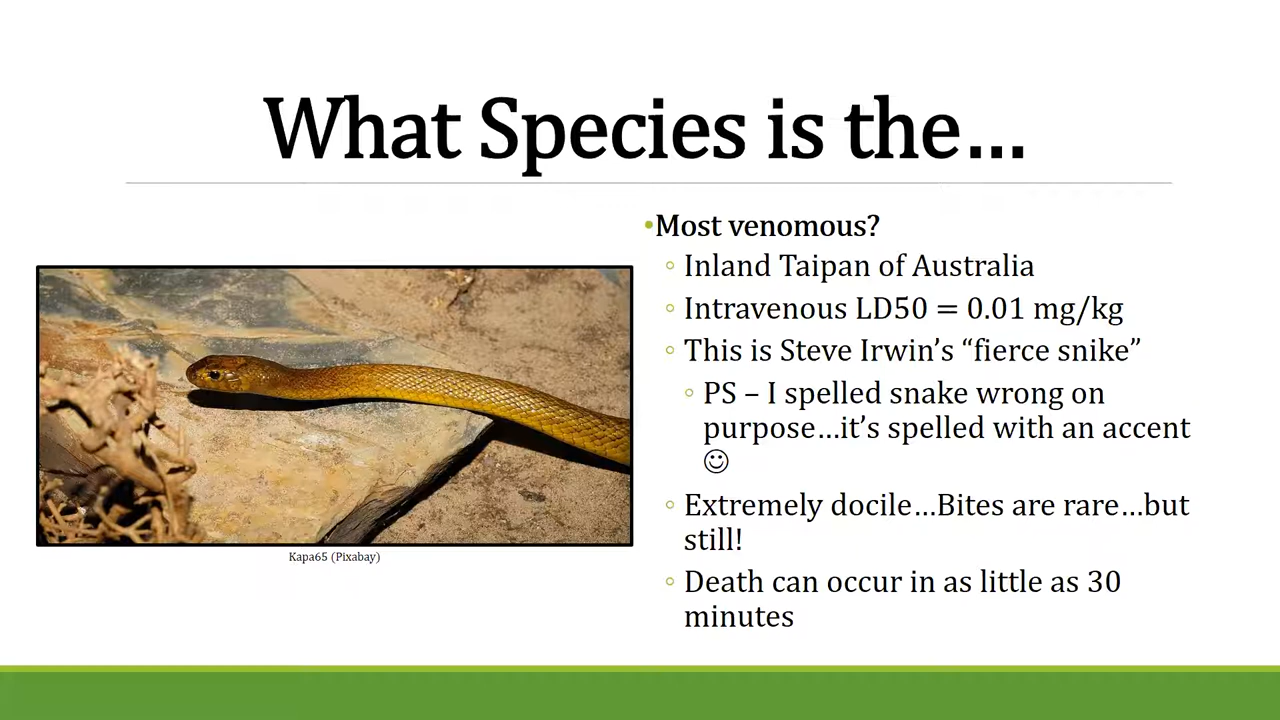 What Species is the…
•Most venomous?
◦ Inland Taipan of Australia
◦ Intravenous LD50 = 0.01 mg/kg
◦ This is Steve Irwin’s “fierce snike”
◦ PS – I spelled snake wrong on
purpose…it’s spelled with an accent
☺
◦ Extremely docile…Bites are rare…but
still!
◦ Death can occur in as little as 30
minutes
Kapa65 (Pixabay)